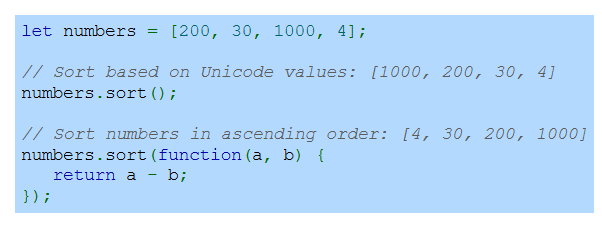 let numbers = [200, 30, 1000, 4];
// Sort based on Unicode values: [1000, 200, 30, 4]
numbers.sort();
// Sort numbers in ascending order: [4, 30, 200, 1000]
numbers.sort(function(a, b) {
   return a - b;
});